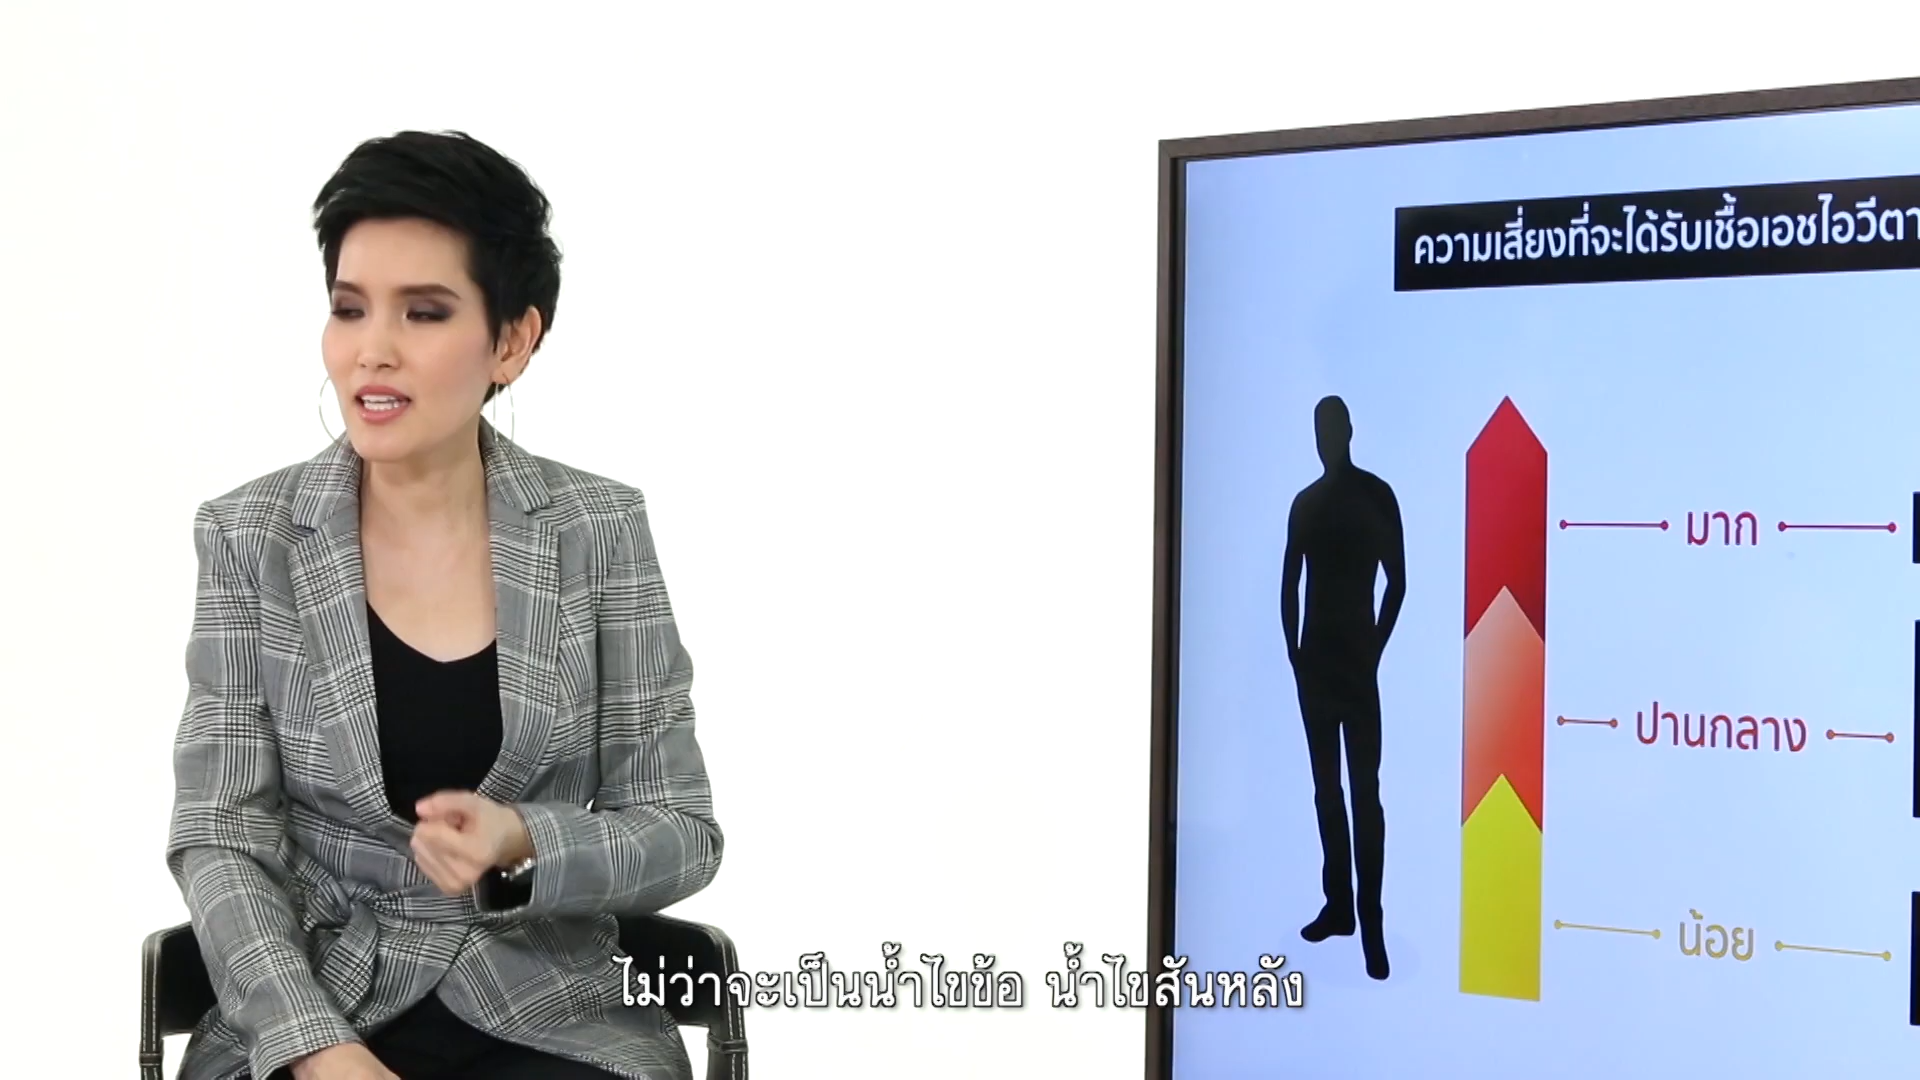 ความเสี่ยงที่จะได้รับเชื้อเอชไอวีตา
มาก
ปานกลาง
น้อย
ไม่ว่าจะเป็นน้ำไขข้อ น้ำไขสันหลัง